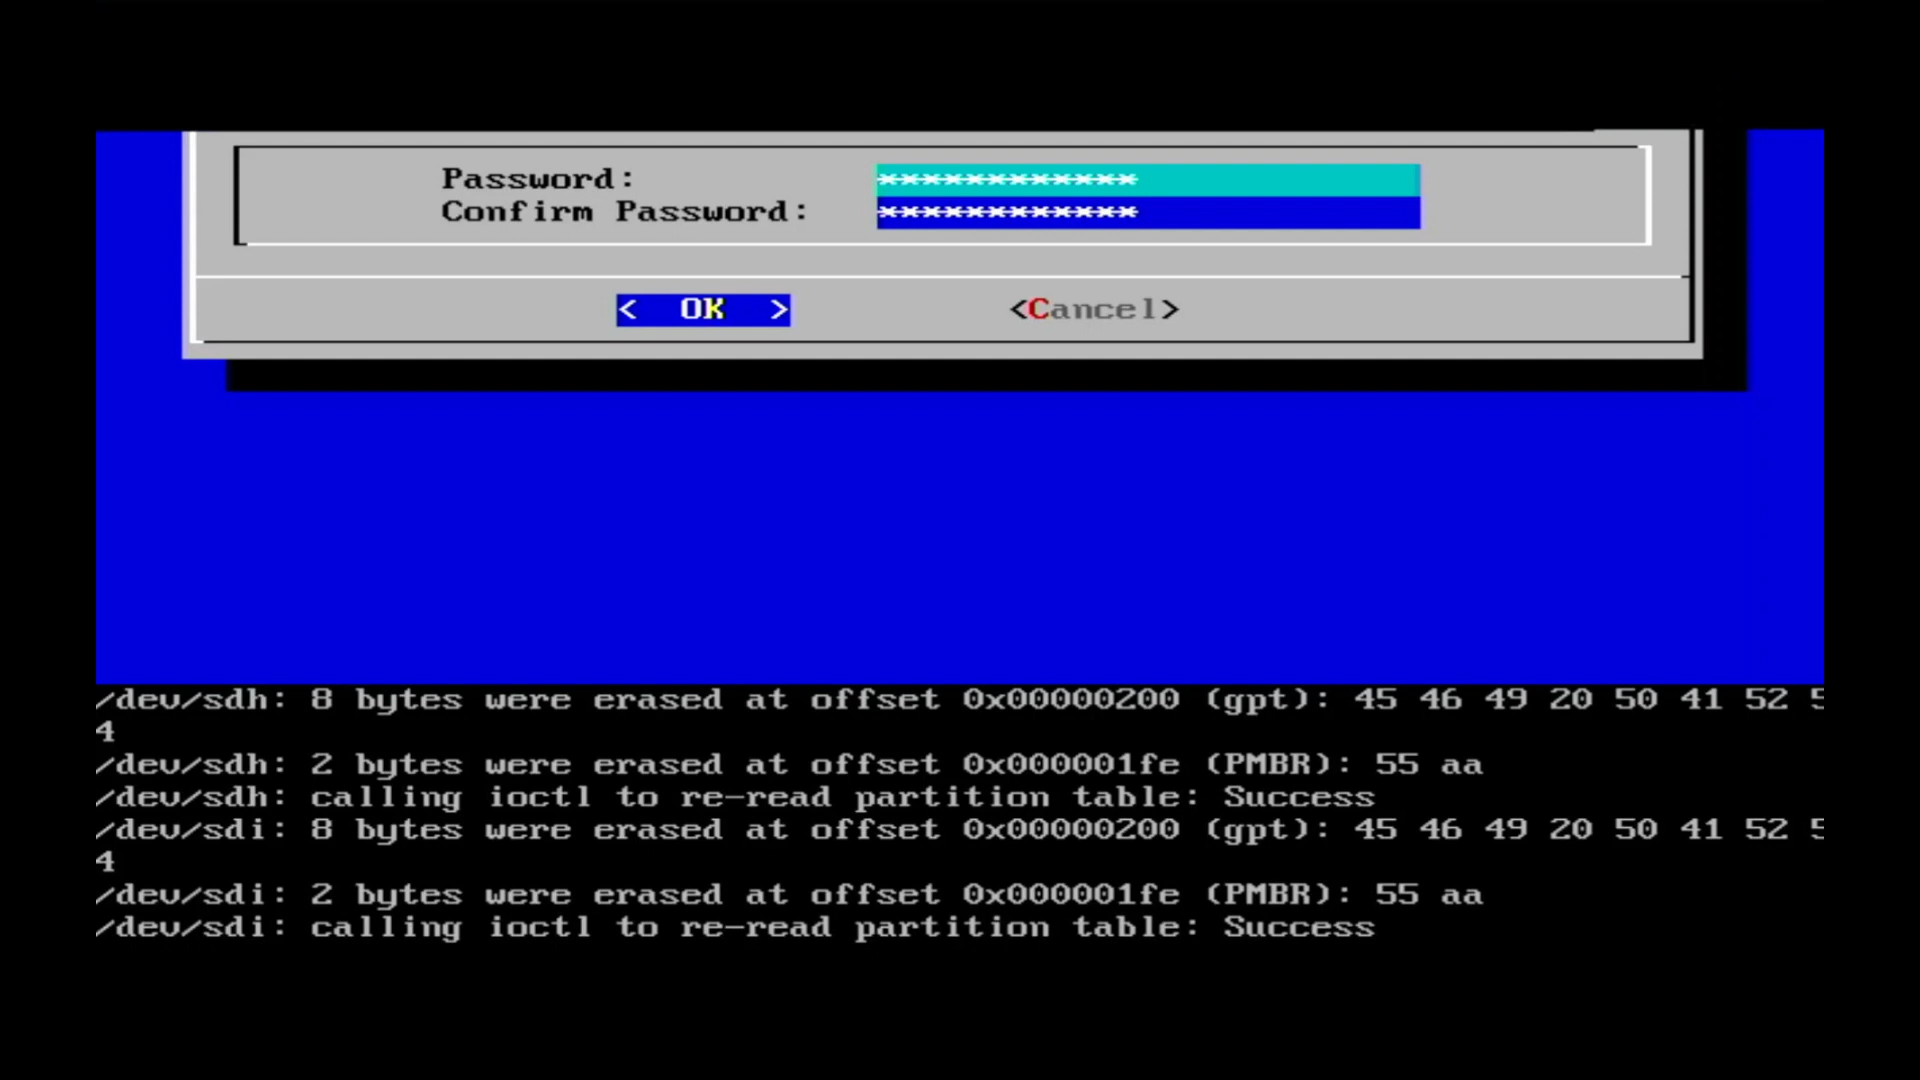 Password: ************
Confirm Password: ************
< OK > <Cancel>
/dev/sdh: 8 bytes were erased at offset 0x00000200 (gpt): 45 46 49 20 50 41 52 5
4
/dev/sdh: 2 bytes were erased at offset 0x000001fe (PMBR): 55 aa
/dev/sdh: calling ioctl to re-read partition table: Success
/dev/sdi: 8 bytes were erased at offset 0x00000200 (gpt): 45 46 49 20 50 41 52 5
4
/dev/sdi: 2 bytes were erased at offset 0x000001fe (PMBR): 55 aa
/dev/sdi: calling ioctl to re-read partition table: Success